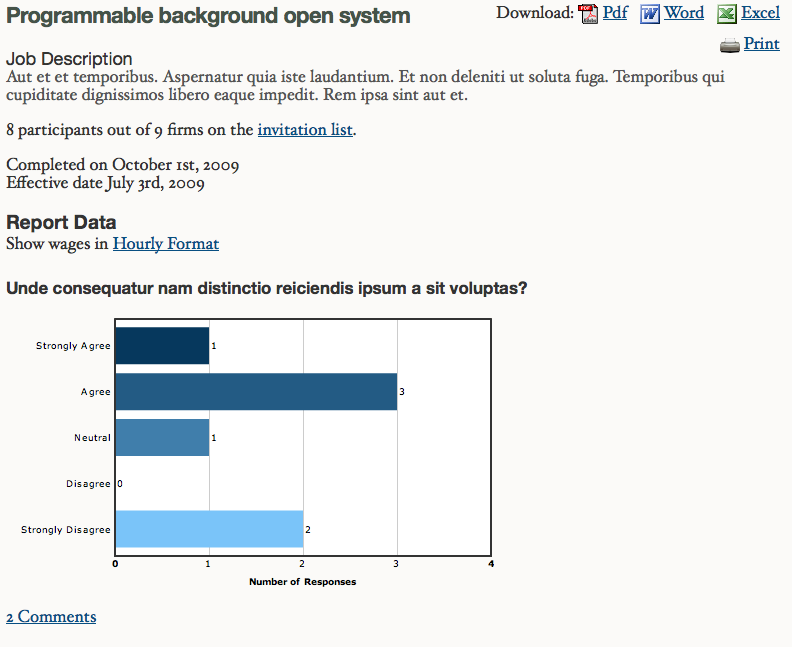 Programmable background open system
Download: Pdf Word Excel
Print
Job Description
Aut et et temporibus. Aspernatur quia iste laudantium. Et non deleniti ut soluta fuga. Temporibus qui
cupiditate dignissimos libero eaque impedit. Rem ipsa sint aut et.
8 participants out of 9 firms on the invitation list.
Completed on October 1st, 2009
Effective date July 3rd, 2009
Report Data
Show wages in Hourly Format
Unde consequatur nam distinctio reiciendis ipsum a sit voluptas?
Strongly Agree 1
Agree 3
Neutral 1
Disagree 0
Strongly Disagree 2
0 1 2 3 4
Number of Responses
2 Comments